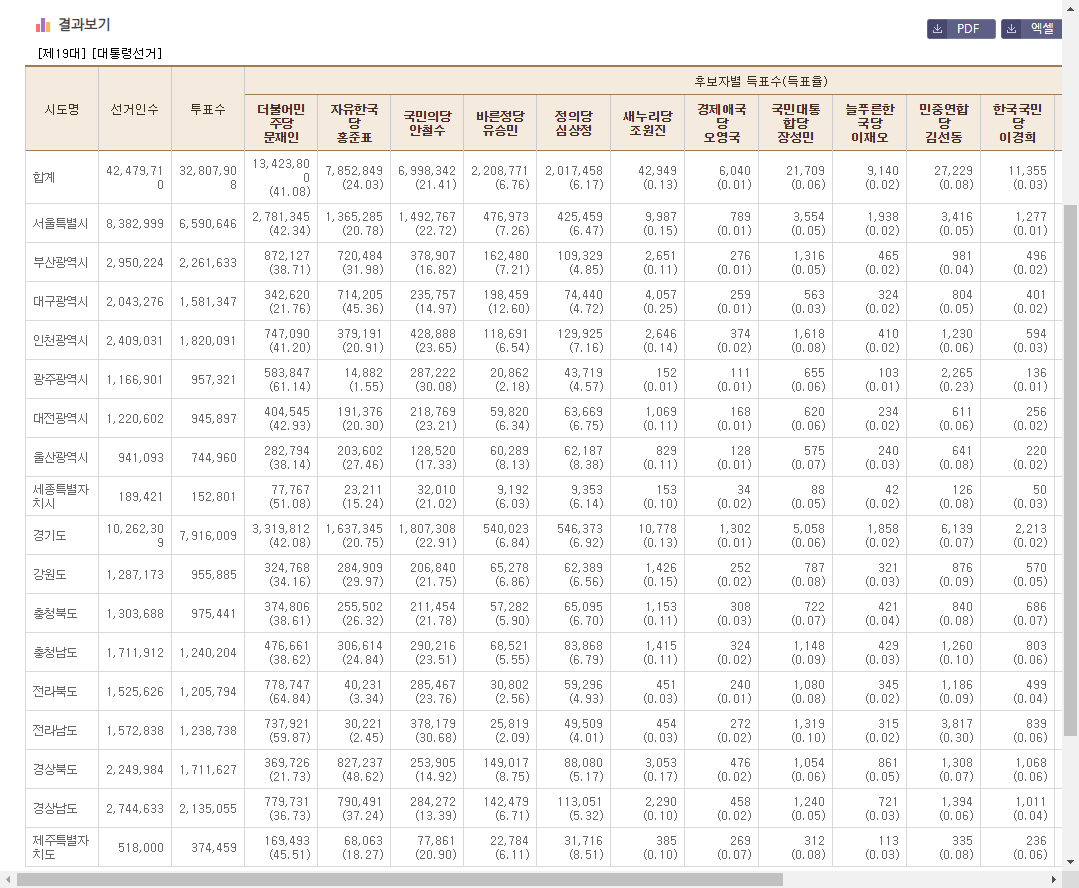 결과보기
PDF 엑셀
[제19대] [대통령선거]
시도명 선거인수 투표수 후보자별 득표수(득표율)
더불어민 자유한국 국민의당 바른정당 정의당 새누리당 경제애국 국민대통 늘푸른한 민중연합 한국국민
주당 당 안철수 유승민 심상정 조원진 당 합당 국당 당 당
문재인 홍준표 오영국 장성민 이재오 김선동 이경희
합계 42,479,71 32,807,90 13,423,80 7,852,849 6,998,342 2,208,771 2,017,458 42,949 6,040 21,709 9,140 27,229 11,355
0 8 0 (24.03) (21.41) (6.76) (6.17) (0.13) (0.01) (0.06) (0.02) (0.08) (0.03)
(41.08)
서울특별시 8,382,999 6,590,646 2,781,345 1,365,285 1,492,767 476,973 425,459 9,987 789 3,554 1,938 3,416 1,277
(42.34) (20.78) (22.72) (7.26) (6.47) (0.15) (0.01) (0.05) (0.02) (0.05) (0.01)
부산광역시 2,950,224 2,261,633 872,127 720,484 378,907 162,480 109,329 2,651 276 1,316 465 981 496
(38.71) (31.98) (16.82) (7.21) (4.85) (0.11) (0.01) (0.05) (0.02) (0.04) (0.02)
대구광역시 2,043,276 1,581,347 342,620 714,205 235,757 198,459 74,440 4,057 259 563 324 804 401
(21.76) (45.36) (14.97) (12.60) (4.72) (0.25) (0.01) (0.03) (0.02) (0.05) (0.02)
인천광역시 2,409,031 1,820,091 747,090 379,191 428,888 118,691 129,925 2,646 374 1,618 410 1,230 594
(41.20) (20.91) (23.65) (6.54) (7.16) (0.14) (0.02) (0.08) (0.02) (0.06) (0.03)
광주광역시 1,166,901 957,321 583,847 14,882 287,222 20,862 43,719 152 111 655 103 2,265 136
(61.14) (1.55) (30.08) (2.18) (4.57) (0.01) (0.01) (0.06) (0.01) (0.23) (0.01)
대전광역시 1,220,602 945,897 404,545 191,376 218,769 59,820 63,669 1,069 168 620 234 611 256
(42.93) (20.30) (23.21) (6.34) (6.75) (0.11) (0.01) (0.06) (0.02) (0.06) (0.02)
울산광역시 941,093 744,960 282,794 203,602 128,520 60,289 62,187 829 128 575 240 641 220
(38.14) (27.46) (17.33) (8.13) (8.38) (0.11) (0.01) (0.07) (0.03) (0.08) (0.02)
세종특별자 189,421 152,801 77,767 23,211 32,010 9,192 9,353 153 34 88 42 126 50
치시 (51.08) (15.24) (21.02) (6.03) (6.14) (0.10) (0.02) (0.05) (0.02) (0.08) (0.03)
경기도 10,262,30 7,916,009 3,319,812 1,637,345 1,807,308 540,023 546,373 10,778 1,302 5,058 1,858 6,139 2,213
9 (42.08) (20.75) (22.91) (6.84) (6.92) (0.13) (0.01) (0.06) (0.02) (0.07) (0.02)
강원도 1,287,173 955,885 324,768 284,909 206,840 65,278 62,389 1,426 252 787 321 876 570
(34.16) (29.97) (21.75) (6.86) (6.56) (0.15) (0.02) (0.08) (0.03) (0.09) (0.05)
충청북도 1,303,688 975,441 374,806 255,502 211,454 57,282 65,095 1,153 308 722 421 840 686
(38.61) (26.32) (21.78) (5.90) (6.70) (0.11) (0.03) (0.07) (0.04) (0.08) (0.07)
충청남도 1,711,912 1,240,204 476,661 306,614 290,216 68,521 83,868 1,415 324 1,148 429 1,260 803
(38.62) (24.84) (23.51) (5.55) (6.79) (0.11) (0.02) (0.09) (0.03) (0.10) (0.06)
전라북도 1,525,626 1,205,794 778,747 40,231 285,467 30,802 59,296 451 240 1,080 345 1,186 499
(64.84) (3.34) (23.76) (2.56) (4.93) (0.03) (0.01) (0.08) (0.02) (0.09) (0.04)
전라남도 1,572,838 1,238,738 737,921 30,221 378,179 25,819 49,509 454 272 1,319 315 3,817 839
(59.87) (2.45) (30.68) (2.09) (4.01) (0.03) (0.02) (0.10) (0.02) (0.30) (0.06)
경상북도 2,249,984 1,711,627 369,726 827,237 253,905 149,017 88,080 3,053 476 1,054 861 1,308 1,068
(21.73) (48.62) (14.92) (8.75) (5.17) (0.17) (0.02) (0.06) (0.05) (0.07) (0.06)
경상남도 2,744,633 2,135,055 779,731 790,491 284,272 142,479 113,051 2,290 458 1,240 721 1,394 1,011
(36.73) (37.24) (13.39) (6.71) (5.32) (0.10) (0.02) (0.05) (0.03) (0.06) (0.04)
제주특별자 518,000 374,459 169,493 68,063 77,861 22,784 31,716 385 269 312 113 335 236
치도 (45.51) (18.27) (20.90) (6.11) (8.51) (0.10) (0.07) (0.08) (0.03) (0.08) (0.06)